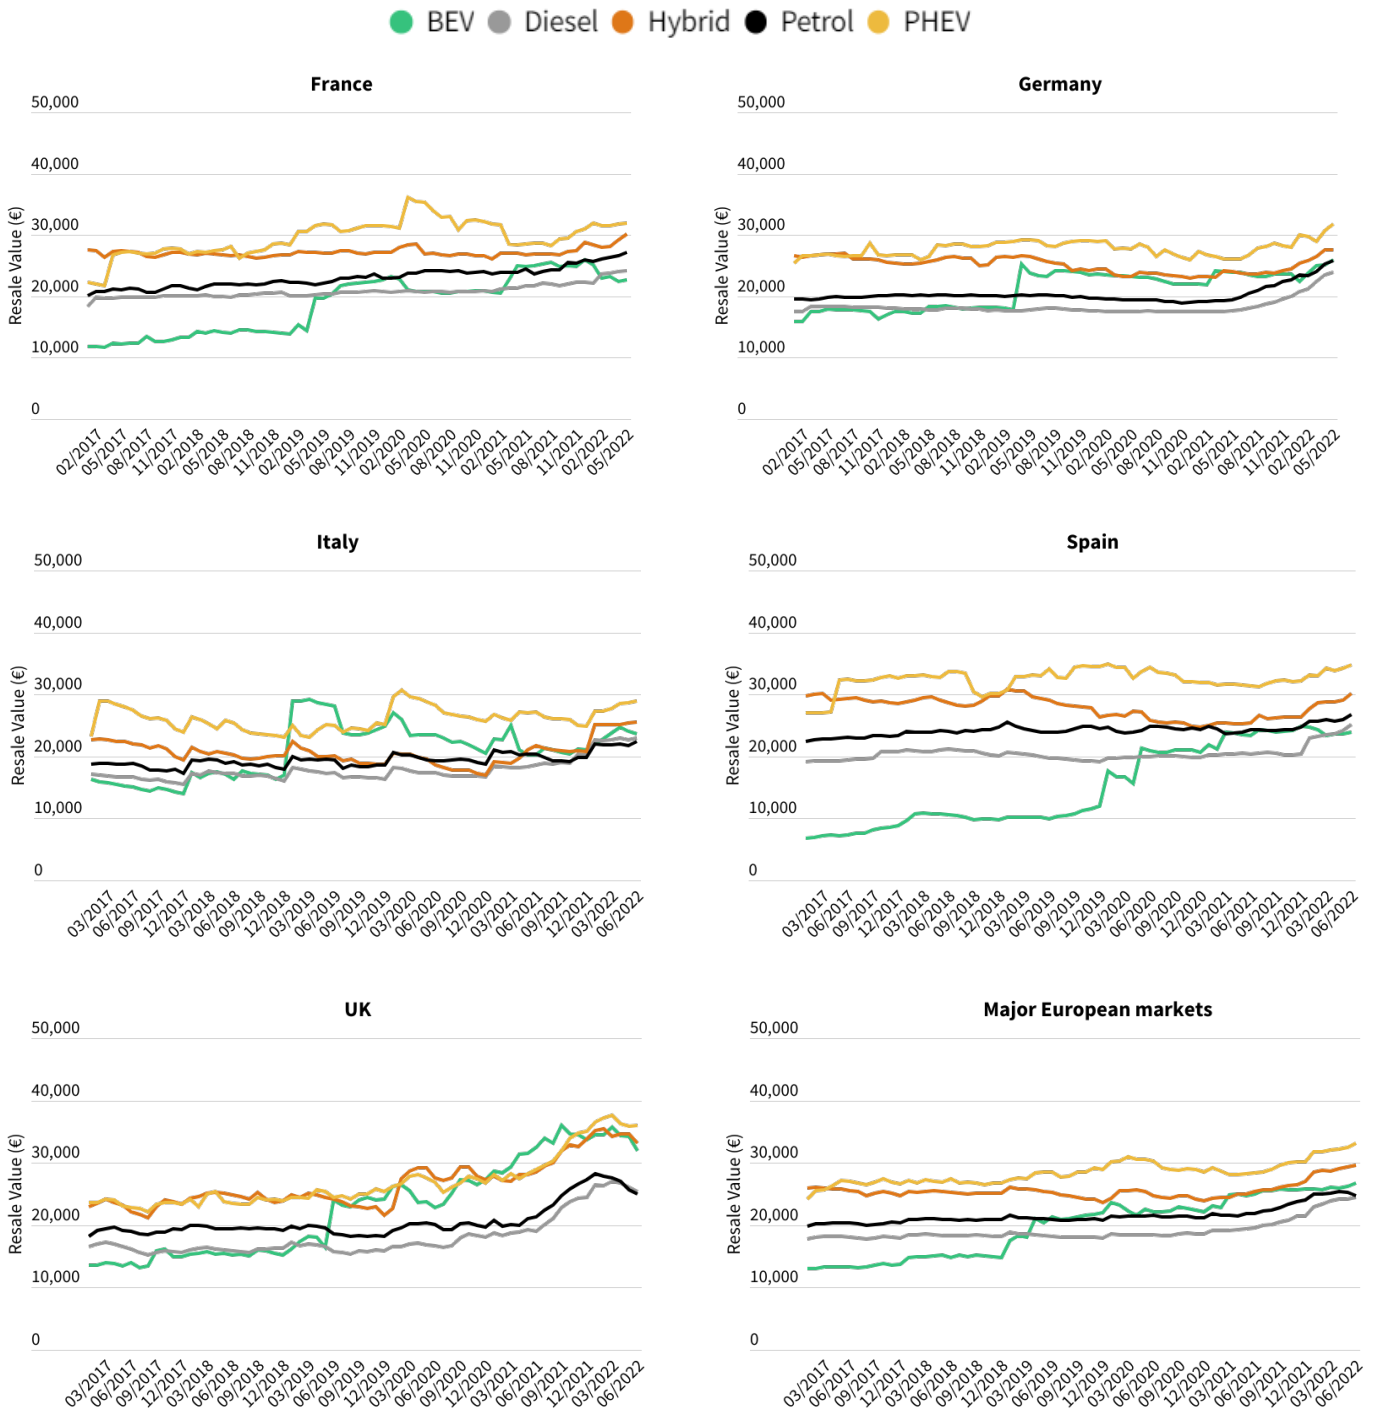 BEV Diesel Hybrid Petrol PHEV
France
Resale Value (€)
50,000
40,000
30,000
20,000
10,000
0
02/2017 05/2017 08/2017 11/2017 02/2018 05/2018 08/2018 11/2018 02/2019 05/2019 08/2019 11/2019 02/2020 05/2020 08/2020 11/2020 02/2021 05/2021 08/2021 11/2021 02/2022 05/2022
Germany
Resale Value (€)
50,000
40,000
30,000
20,000
10,000
0
02/2017 05/2017 08/2017 11/2017 02/2018 05/2018 08/2018 11/2018 02/2019 05/2019 08/2019 11/2019 02/2020 05/2020 08/2020 11/2020 02/2021 05/2021 08/2021 11/2021 02/2022 05/2022
Italy
Resale Value (€)
50,000
40,000
30,000
20,000
10,000
0
03/2017 06/2017 09/2017 12/2017 03/2018 06/2018 09/2018 12/2018 03/2019 06/2019 09/2019 12/2019 03/2020 06/2020 09/2020 12/2020 03/2021 06/2021 09/2021 12/2021 03/2022 06/2022
Spain
Resale Value (€)
50,000
40,000
30,000
20,000
10,000
0
03/2017 06/2017 09/2017 12/2017 03/2018 06/2018 09/2018 12/2018 03/2019 06/2019 09/2019 12/2019 03/2020 06/2020 09/2020 12/2020 03/2021 06/2021 09/2021 12/2021 03/2022 06/2022
UK
Resale Value (€)
50,000
40,000
30,000
20,000
10,000
0
03/2017 06/2017 09/2017 12/2017 03/2018 06/2018 09/2018 12/2018 03/2019 06/2019 09/2019 12/2019 03/2020 06/2020 09/2020 12/2020 03/2021 06/2021 09/2021 12/2021 03/2022 06/2022
Major European markets
Resale Value (€)
50,000
40,000
30,000
20,000
10,000
0
03/2017 06/2017 09/2017 12/2017 03/2018 06/2018 09/2018 12/2018 03/2019 06/2019 09/2019 12/2019 03/2020 06/2020 09/2020 12/2020 03/2021 06/2021 09/2021 12/2021 03/2022 06/2022